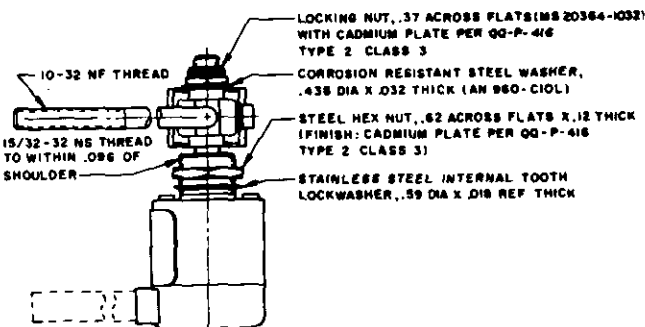 LOCKING NUT, .37 ACROSS FLATS (MS 20364-1032)
WITH CADMIUM PLATE PER QQ-P-416
TYPE 2 CLASS 3
10-32 NF THREAD
CORROSION RESISTANT STEEL WASHER,
.438 DIA X .032 THICK (AN 960-C10L)
STEEL HEX NUT, .62 ACROSS FLATS X .12 THICK
(FINISH: CADMIUM PLATE PER QQ-P-416
TYPE 2 CLASS 3)
15/32-32 NS THREAD
TO WITHIN .096 OF
SHOULDER
STAINLESS STEEL INTERNAL TOOTH
LOCKWASHER, .59 DIA X .018 REF THICK